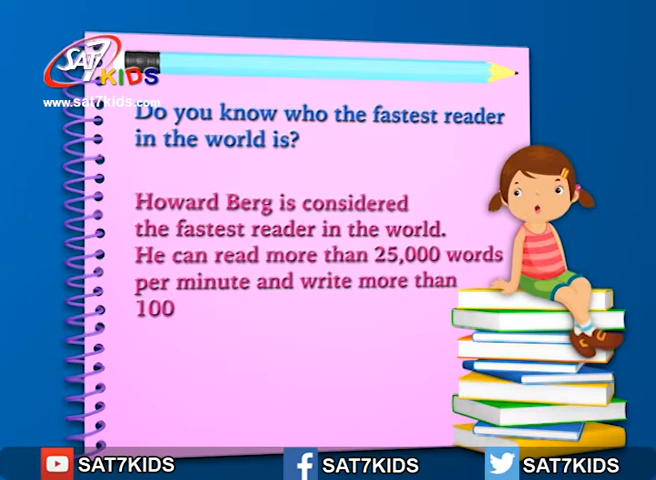 SAT7 KIDS
www.sat7kids.com
Do you know who the fastest reader
in the world is?
Howard Berg is considered
the fastest reader in the world.
He can read more than 25,000 words
per minute and write more than
100
SAT7KIDS SAT7KIDS SAT7KIDS